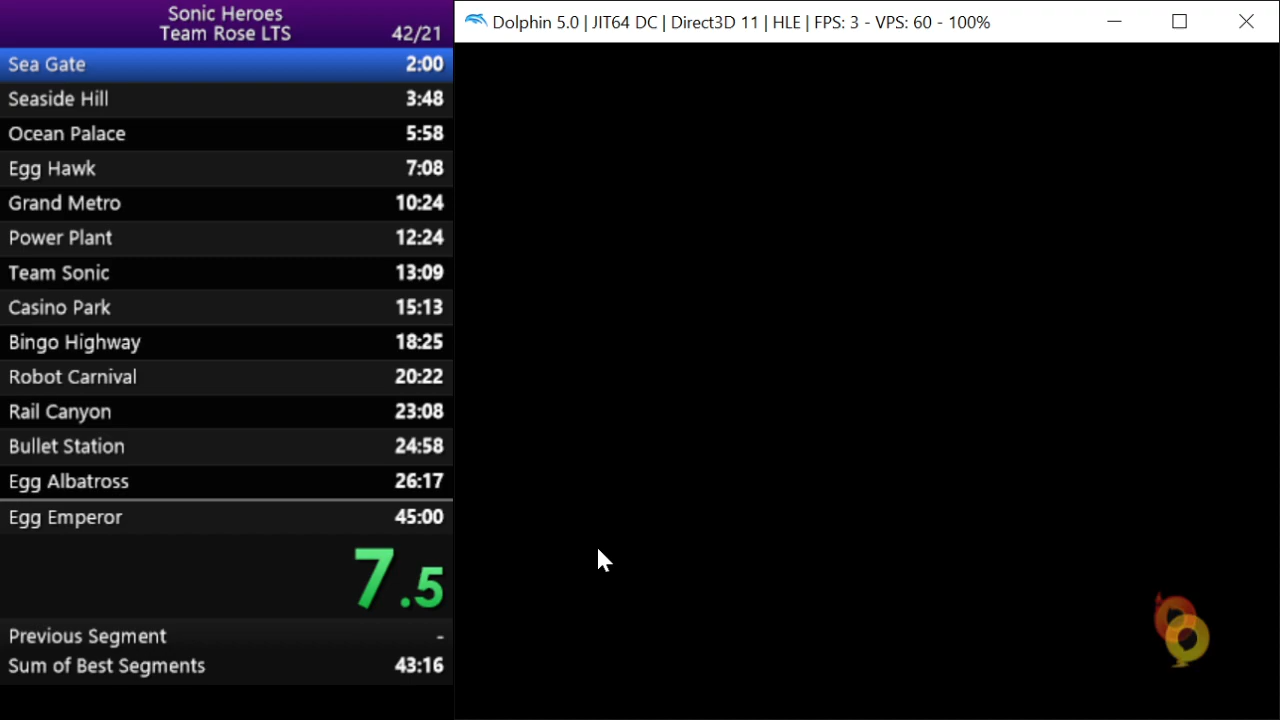 Sonic Heroes
Team Rose LTS 42/21
Dolphin 5.0 | JIT64 DC | Direct3D 11 | HLE | FPS: 3 - VPS: 60 - 100%
Sea Gate 2:00
Seaside Hill 3:48
Ocean Palace 5:58
Egg Hawk 7:08
Grand Metro 10:24
Power Plant 12:24
Team Sonic 13:09
Casino Park 15:13
Bingo Highway 18:25
Robot Carnival 20:22
Rail Canyon 23:08
Bullet Station 24:58
Egg Albatross 26:17
Egg Emperor 45:00
7.5
Previous Segment -
Sum of Best Segments 43:16